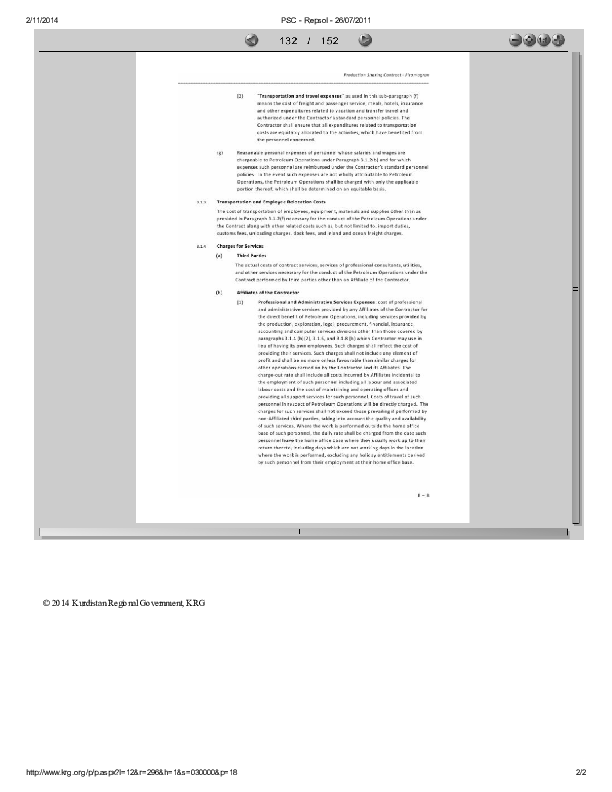 2/11/2014 PSC - Repsol - 26/07/2011
132 / 152
Production Sharing Contract -
(2) "Transportation and travel expenses" as used in this sub-paragraph (f)
means the cost of freight and passenger service, meals, hotels, insurance
and other expenditures related to vacation and transfer travel and
authorised under the Contractor's standard personnel policies. The
Contractor shall ensure that all expenditures related to transportation
costs are equitably allocated to the activities, which have benefited from
the personnel concerned.
(g) Reasonable personal expenses of personnel whose salaries and wages are
chargeable to Petroleum Operations under Paragraph 3.1.2(b) and for which
expenses such personnel are reimbursed under the Contractor's standard personnel
policies. In the event such expenses are not wholly attributable to Petroleum
Operations, the Petroleum Operations shall be charged with only the applicable
portion thereof, which shall be determined on an equitable basis.
3.1.3 Transportation and Employee Relocation Costs
The cost of transportation of employees, equipment, materials and supplies other than as
provided in Paragraph 3.1.2(f) necessary for the conduct of the Petroleum Operations under
the Contract along with other related costs such as, but not limited to, import duties,
customs fees, unloading charges, dock fees, and inland and ocean freight charges.
3.1.4 Charges for Services
(a) Third Parties
The actual costs of contract services, services of professional consultants, utilities,
and other services necessary for the conduct of the Petroleum Operations under the
Contract performed by third parties other than an Affiliate of the Contractor.
(b) Affiliates of the Contractor
(1) Professional and Administrative Services Expenses: cost of professional
and administrative services provided by any Affiliates of the Contractor for
the direct benefit of Petroleum Operations, including services provided by
the production, exploration, legal, procurement, financial, insurance,
accounting and computer services divisions other than those covered by
paragraphs 3.1.4 (b)(2), 3.1.6, and 3.1.8 (b) which Contractor may use in
lieu of having its own employees. Such charges shall reflect the cost of
providing their services. Such charges shall not include any element of
profit and shall be no more or less favourable than similar charges for
other operations carried on by the Contractor and its Affiliates. The
charge-out rate shall include all costs incurred by Affiliates incidental to
the employment of such personnel including all labour and associated
labour costs and the cost of maintaining and operating offices and
providing all support services for such personnel. Costs of travel of such
personnel in respect of Petroleum Operations will be directly charged. The
charges for such services shall not exceed those prevailing if performed by
non-Affiliated third parties, taking into account the quality and availability
of such services. Where the work is performed outside the home office
base of such personnel, the daily rate shall be charged from the date such
personnel leave the home office base where they usually work up to their
return thereto, including days which are not working days in the location
where the work is performed, excluding any holiday entitlements derived
by such personnel from their employment at their home office base.
© 2014 Kurdistan Regional Government, KRG
http://www.krg.org/p/p.aspx?l=12&r=296&h=1&s=030000&p=18 2/2